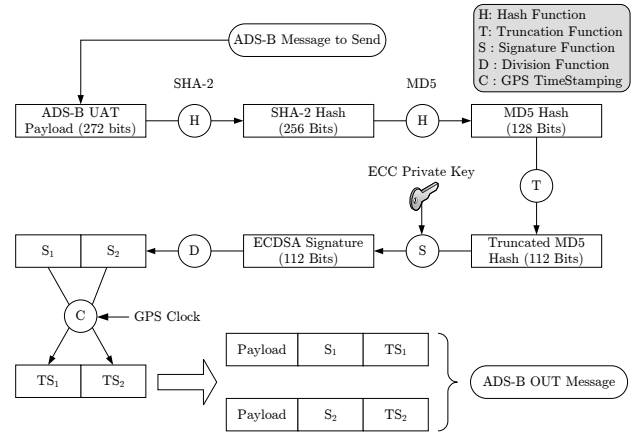 ADS-B Message to Send
H: Hash Function
T: Truncation Function
S : Signature Function
D : Division Function
C : GPS TimeStamping
SHA-2
MD5
ADS-B UAT
Payload (272 bits)
H
SHA-2 Hash
(256 Bits)
H
MD5 Hash
(128 Bits)
ECC Private Key
T
S₁
S₂
D
ECDSA Signature
(112 Bits)
S
Truncated MD5
Hash (112 Bits)
C
GPS Clock
TS₁
TS₂
Payload
S₁
TS₁
Payload
S₂
TS₂
ADS-B OUT Message